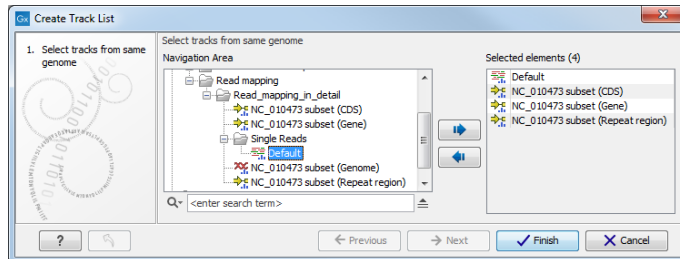 Gx Create Track List
1. Select tracks from same
genome
Select tracks from same genome
Navigation Area
Read mapping
Read_mapping_in_detail
NC_010473 subset (CDS)
NC_010473 subset (Gene)
Single Reads
Default
NC_010473 subset (Genome)
NC_010473 subset (Repeat region)
<enter search term>
Selected elements (4)
Default
NC_010473 subset (CDS)
NC_010473 subset (Gene)
NC_010473 subset (Repeat region)
? Previous Next Finish Cancel